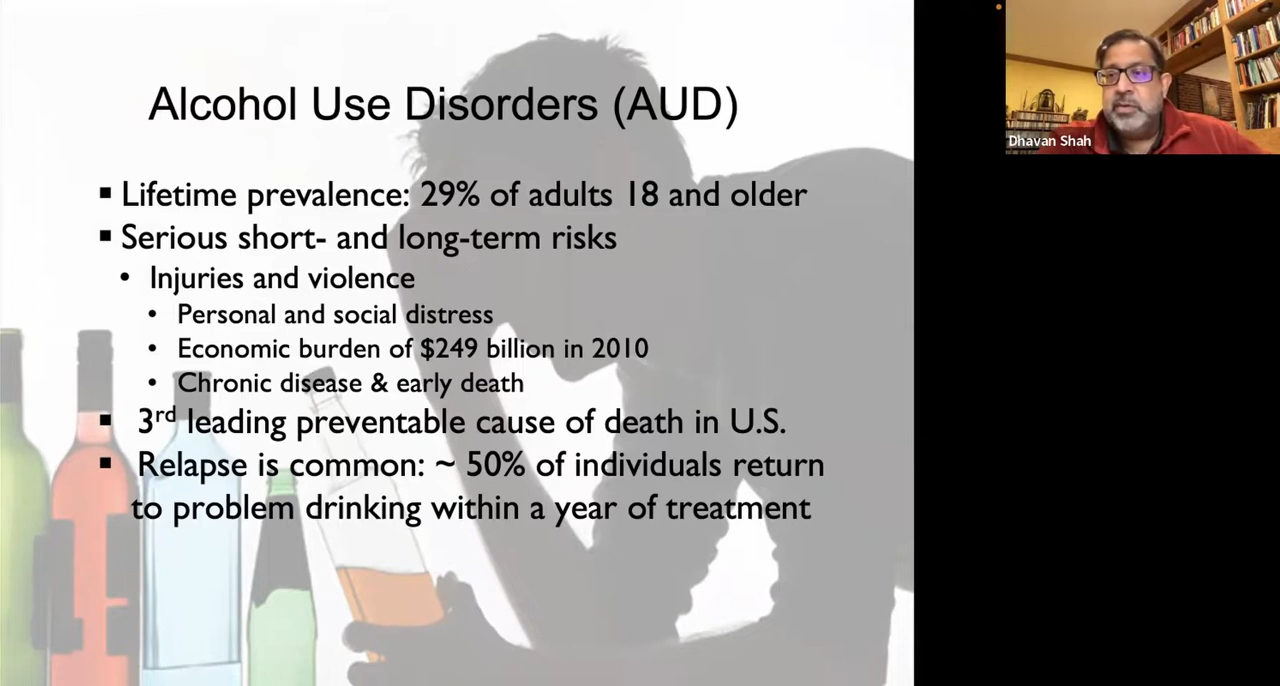 Alcohol Use Disorders (AUD)
▪ Lifetime prevalence: 29% of adults 18 and older
▪ Serious short- and long-term risks
• Injuries and violence
• Personal and social distress
• Economic burden of $249 billion in 2010
• Chronic disease & early death
▪ 3rd leading preventable cause of death in U.S.
▪ Relapse is common: ~ 50% of individuals return
to problem drinking within a year of treatment
Dhavan Shah